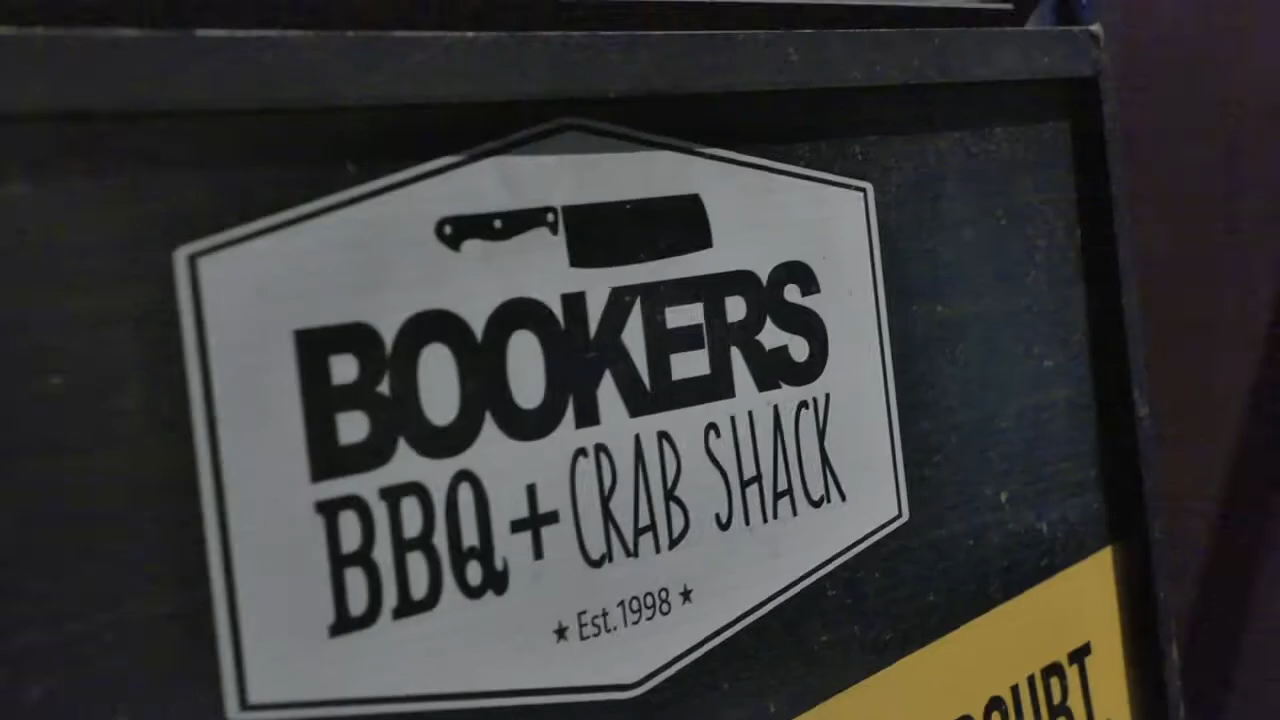 BOOKERS
BBQ + CRAB SHACK
★ Est.1998 ★